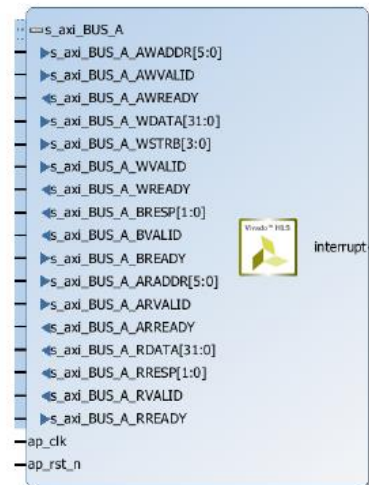 s_axi_BUS_A
s_axi_BUS_A_AWADDR[5:0]
s_axi_BUS_A_AWVALID
s_axi_BUS_A_AWREADY
s_axi_BUS_A_WDATA[31:0]
s_axi_BUS_A_WSTRB[3:0]
s_axi_BUS_A_WVALID
s_axi_BUS_A_WREADY
s_axi_BUS_A_BRESP[1:0]
s_axi_BUS_A_BVALID
s_axi_BUS_A_BREADY
s_axi_BUS_A_ARADDR[5:0]
s_axi_BUS_A_ARVALID
s_axi_BUS_A_ARREADY
s_axi_BUS_A_RDATA[31:0]
s_axi_BUS_A_RRESP[1:0]
s_axi_BUS_A_RVALID
s_axi_BUS_A_RREADY
ap_clk
ap_rst_n
Vivado™ HLS
interrupt